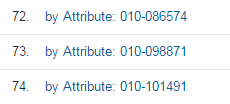 72. by Attribute: 010-086574
73. by Attribute: 010-098871
74. by Attribute: 010-101491